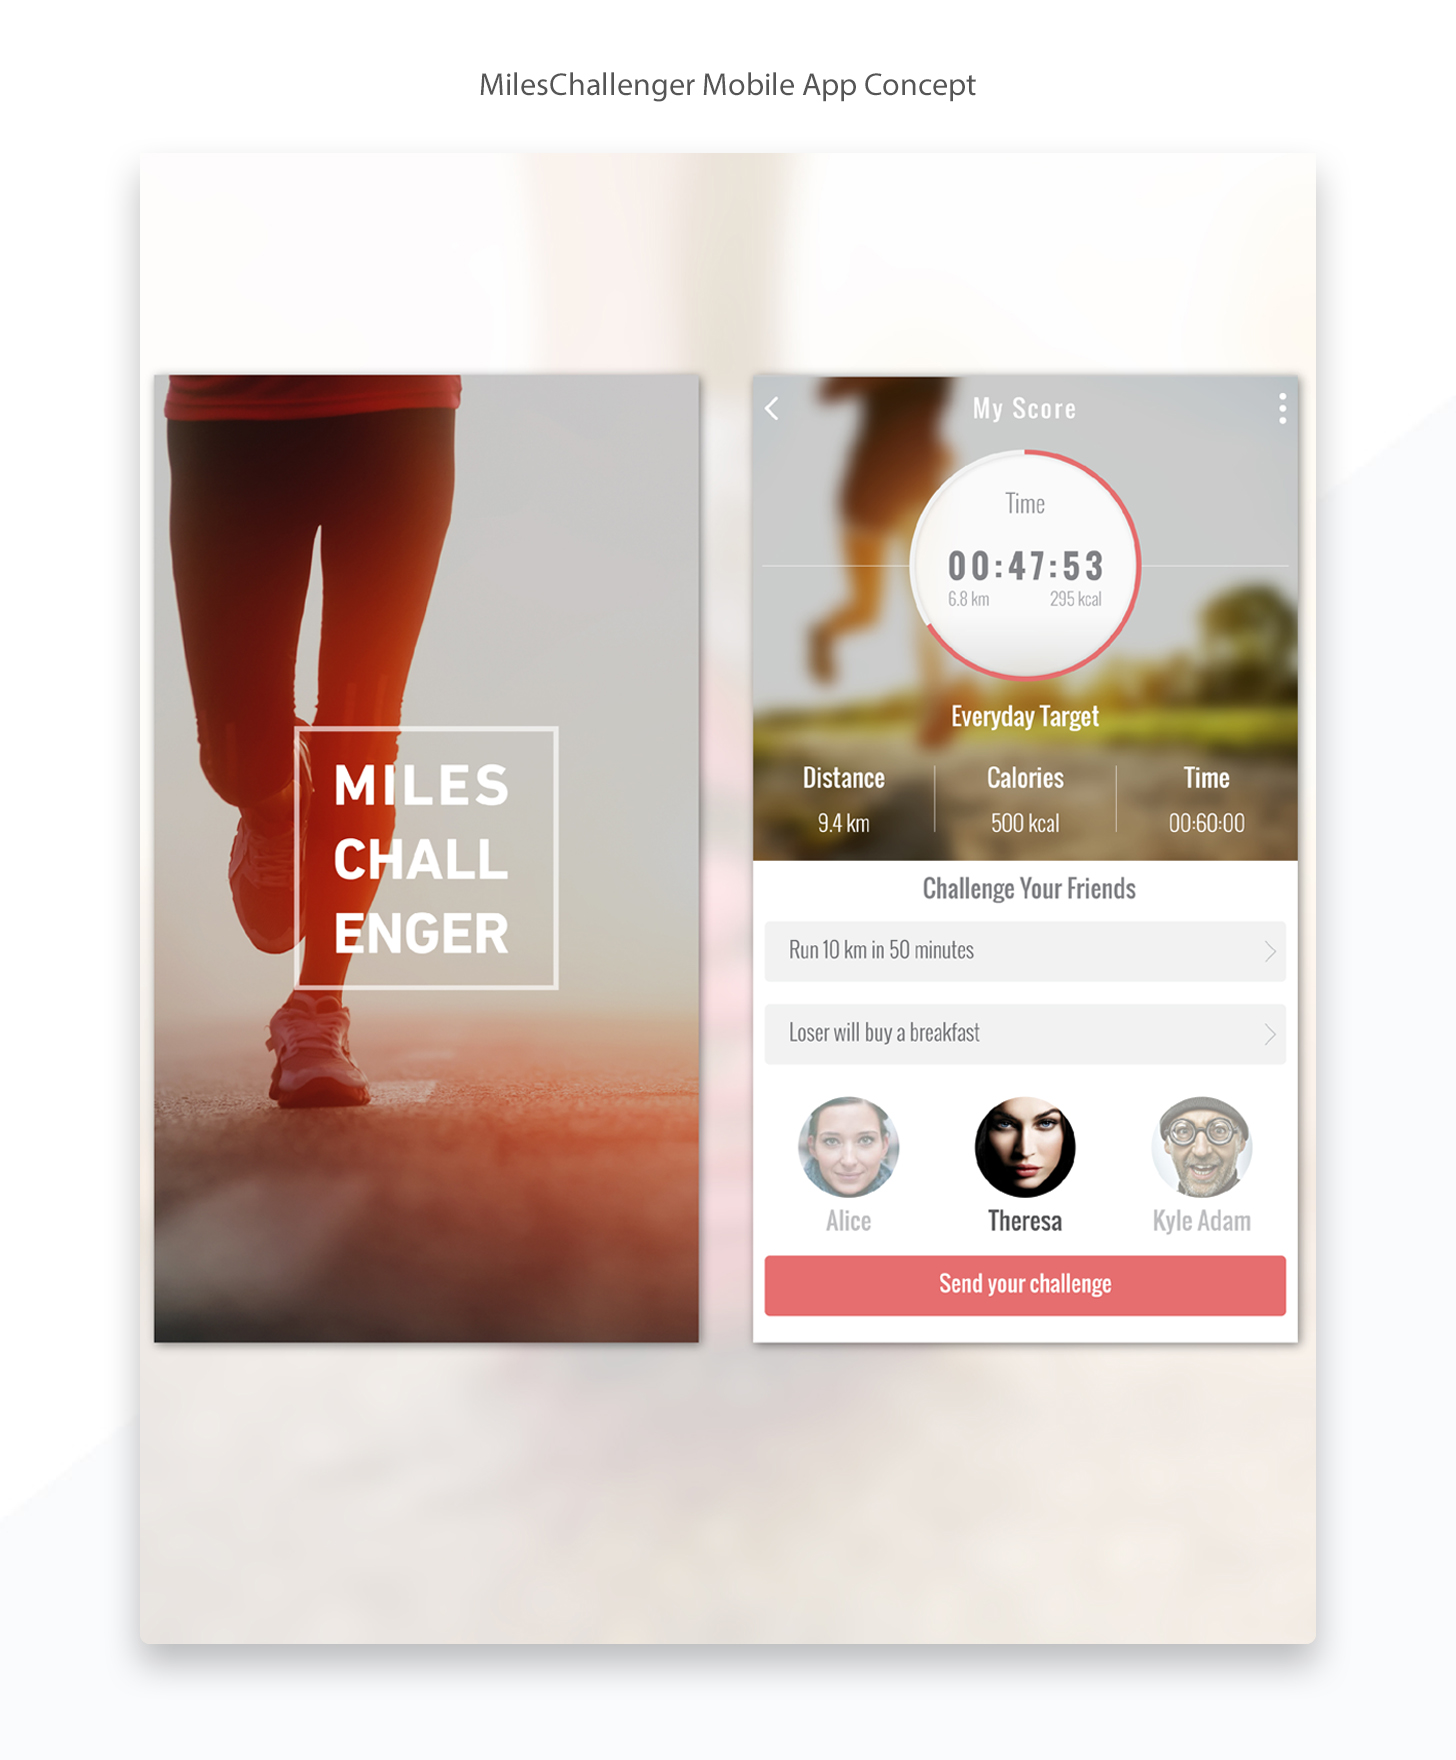 MilesChallenger Mobile App Concept
MILES
CHALL
ENGER
My Score
Time
00:47:53
6.8 km 295 kcal
Everyday Target
Distance Calories Time
9.4 km 500 kcal 00:60:00
Challenge Your Friends
Run 10 km in 50 minutes
Loser will buy a breakfast
Alice Theresa Kyle Adam
Send your challenge